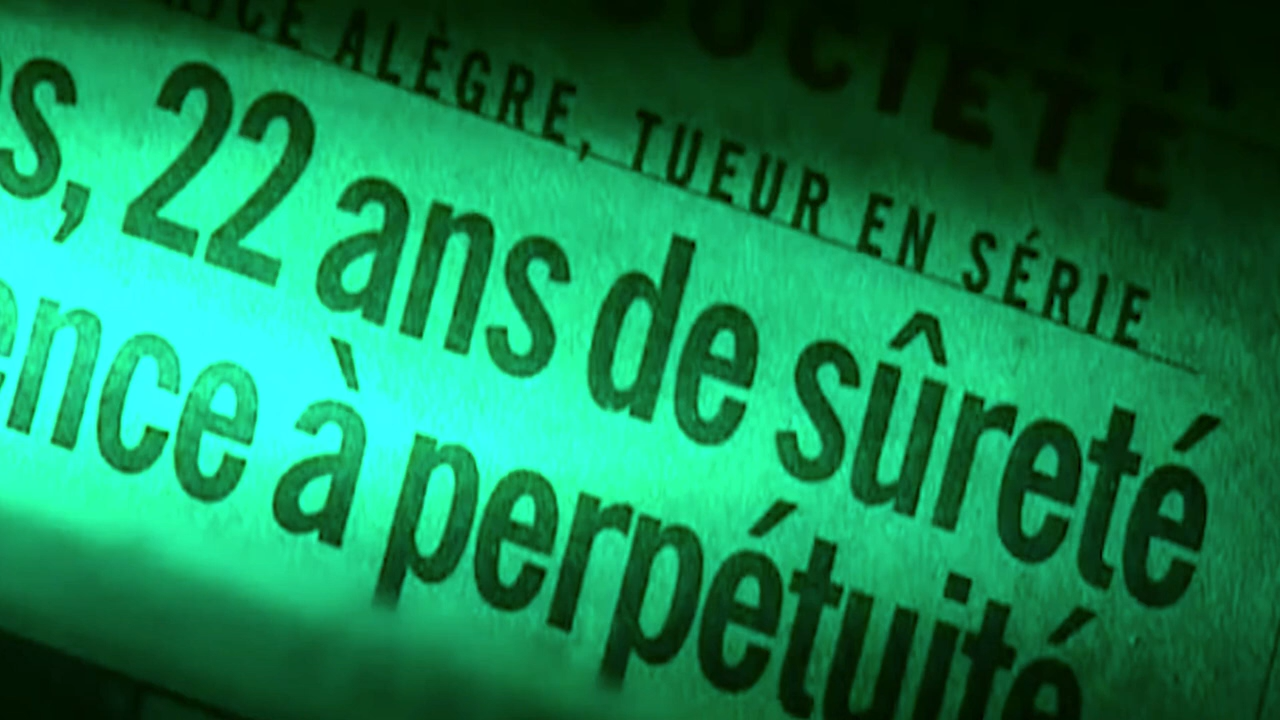 SOCIÉTÉ
ALÈGRE, TUEUR EN SÉRIE
22 ans de sûreté
à perpétuité